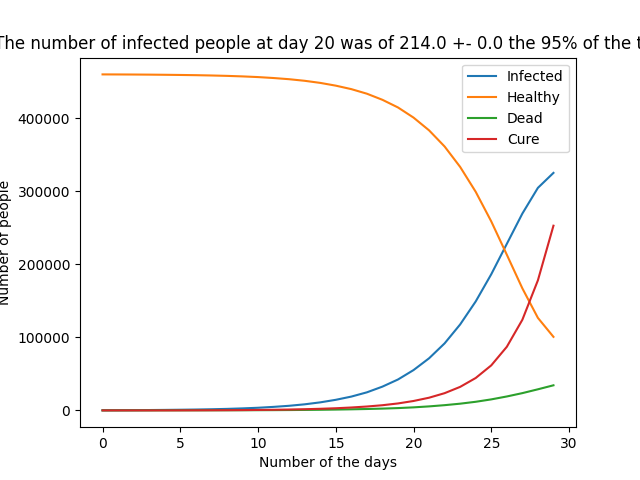 The number of infected people at day 20 was of 214.0 +- 0.0 the 95% of the
Infected
Healthy
Dead
Cure
Number of people
400000
300000
200000
100000
0
0 5 10 15 20 25 30
Number of the days